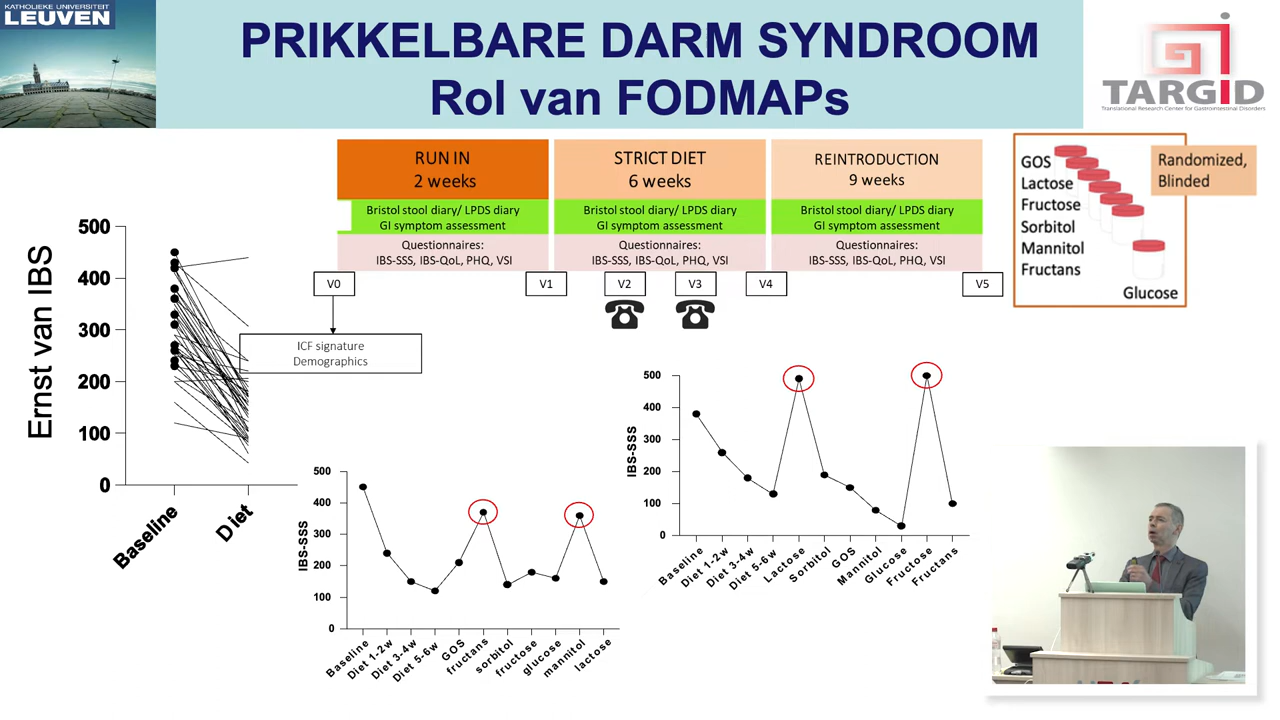 KATHOLIEKE UNIVERSITEIT
LEUVEN
PRIKKELBARE DARM SYNDROOM
Rol van FODMAPs
TARGID
Translational Research Center for Gastrointestinal Disorders
RUN IN
2 weeks
STRICT DIET
6 weeks
REINTRODUCTION
9 weeks
Bristol stool diary/ LPDS diary
GI symptom assessment
Bristol stool diary/ LPDS diary
GI symptom assessment
Bristol stool diary/ LPDS diary
GI symptom assessment
Questionnaires:
IBS-SSS, IBS-QoL, PHQ, VSI
Questionnaires:
IBS-SSS, IBS-QoL, PHQ, VSI
Questionnaires:
IBS-SSS, IBS-QoL, PHQ, VSI
V0
V1
V2
V3
V4
V5
ICF signature
Demographics
GOS
Lactose
Fructose
Sorbitol
Mannitol
Fructans
Glucose
Randomized,
Blinded
Ernst van IBS
500
400
300
200
100
0
Baseline
Diet
IBS-SSS
500
400
300
200
100
0
Baseline
Diet 1-2w
Diet 3-4w
Diet 5-6w
GOS
fructans
sorbitol
fructose
glucose
mannitol
lactose
IBS-SSS
500
400
300
200
100
0
Baseline
Diet 1-2w
Diet 3-4w
Diet 5-6w
Lactose
Sorbitol
GOS
Mannitol
Glucose
Fructose
Fructans